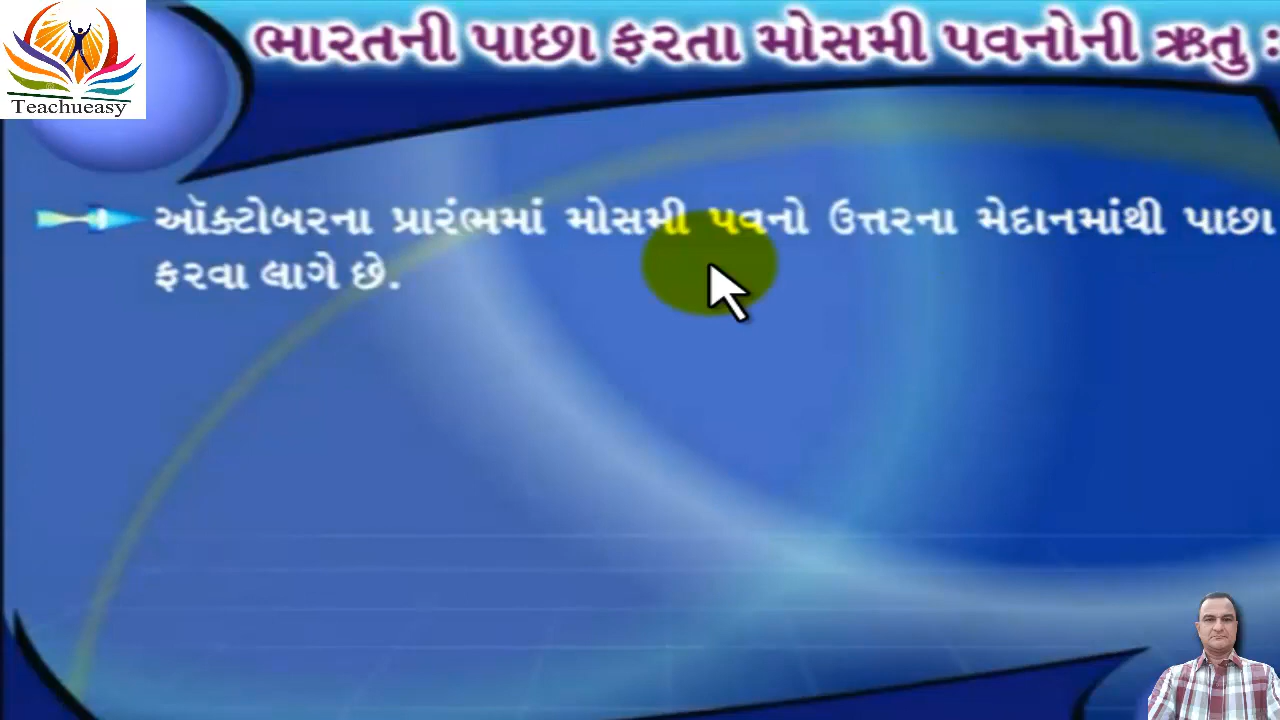 ભારતની પાછા ફરતા મોસમી પવનોની ઋતુ :
Teachueasy
ઑક્ટોબરના પ્રારંભમાં મોસમી પવનો ઉત્તરના મેદાનમાંથી પાછા
ફરવા લાગે છે.